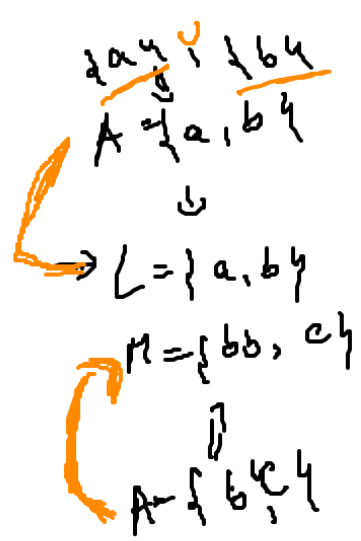 {a} , {b}
A = {a, b}
L = {a, b}
M = {bb, c}
A = {b, c}